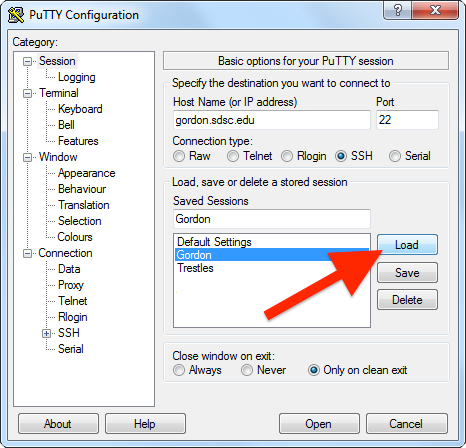 PuTTY Configuration
Category:
Session
Logging
Terminal
Keyboard
Bell
Features
Window
Appearance
Behaviour
Translation
Selection
Colours
Connection
Data
Proxy
Telnet
Rlogin
SSH
Serial
Basic options for your PuTTY session
Specify the destination you want to connect to
Host Name (or IP address) Port
gordon.sdsc.edu 22
Connection type:
Raw Telnet Rlogin SSH Serial
Load, save or delete a stored session
Saved Sessions
Gordon
Default Settings
Gordon
Trestles
Load
Save
Delete
Close window on exit:
Always Never Only on clean exit
About Help Open Cancel